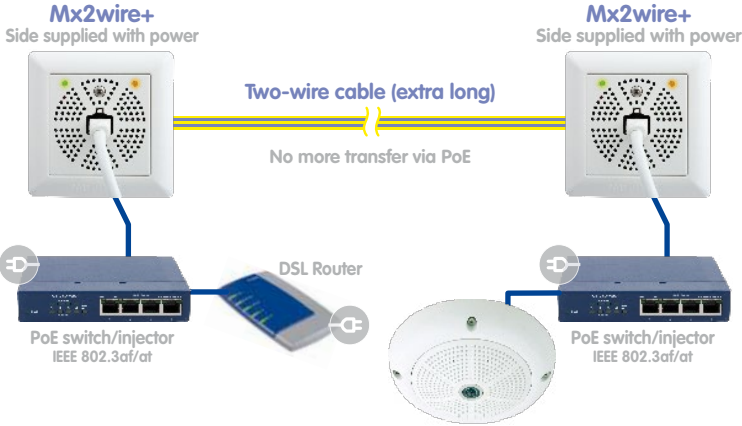 Mx2wire+
Side supplied with power
Mx2wire+
Side supplied with power
Two-wire cable (extra long)
No more transfer via PoE
DSL Router
PoE switch/injector
IEEE 802.3af/at
PoE switch/injector
IEEE 802.3af/at